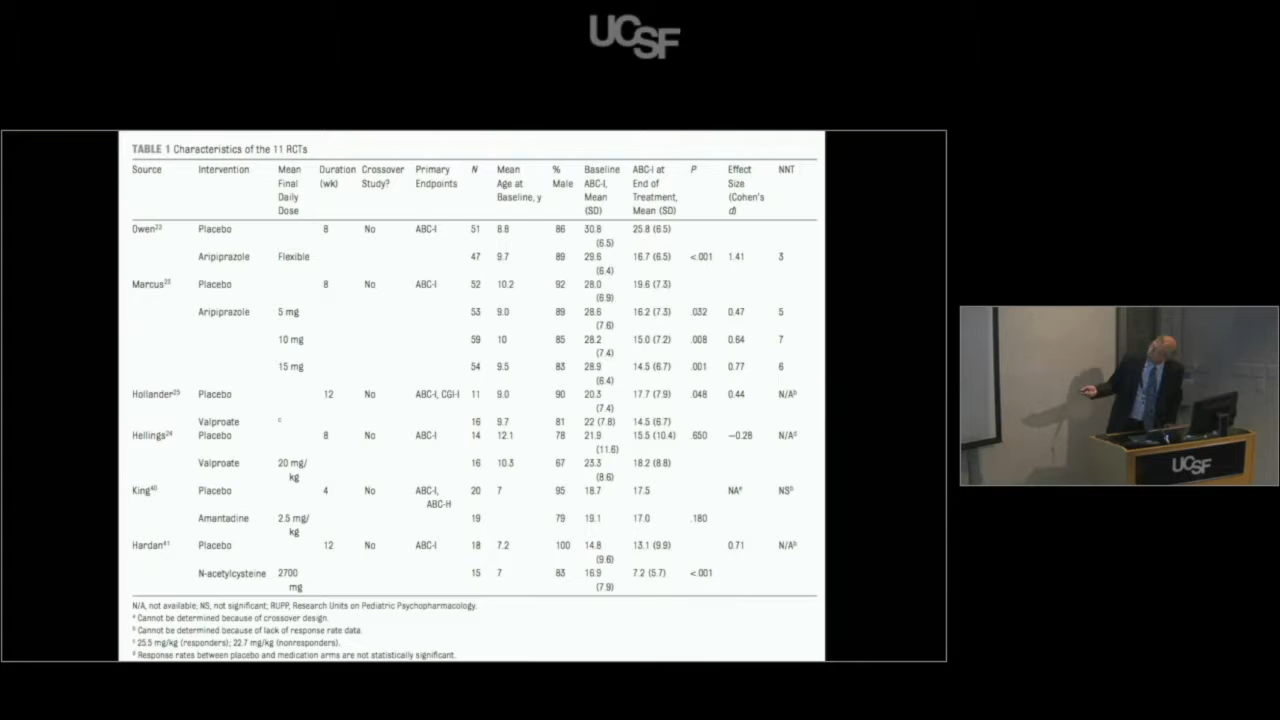 UCSF
TABLE 1 Characteristics of the 11 RCTs
Source Intervention Mean Final Daily Dose Duration (wk) Crossover Study? Primary Endpoints N Mean Age at Baseline, y % Male Baseline ABC-I, Mean (SD) ABC-I at End of Treatment, Mean (SD) P Effect Size (Cohen's d) NNT
Owen22 Placebo 8 No ABC-I 51 8.8 86 30.8 (6.5) 25.8 (6.5)
Aripiprazole Flexible 47 9.7 89 29.6 (6.4) 16.7 (6.5) <.001 1.41 3
Marcus23 Placebo 8 No ABC-I 52 10.2 92 28.0 (6.9) 19.6 (7.3)
Aripiprazole 5 mg 53 9.0 89 28.6 (7.6) 16.2 (7.3) .032 0.47 5
10 mg 59 10 85 28.2 (7.4) 15.0 (7.2) .008 0.64 7
15 mg 54 9.5 83 28.9 (6.4) 14.5 (6.7) .001 0.77 6
Hollander25 Placebo 12 No ABC-I, CGI-I 11 9.0 90 20.3 (7.4) 17.7 (7.9) .048 0.44 N/Ab
Valproate c 16 9.7 81 22 (7.8) 14.5 (6.7)
Hellings24 Placebo 8 No ABC-I 14 12.1 78 21.9 (11.6) 15.5 (10.4) .650 −0.28 N/Ad
Valproate 20 mg/kg 16 10.3 67 23.3 (8.6) 18.2 (8.8)
King40 Placebo 4 No ABC-I, ABC-H 20 7 95 18.7 17.5 NAe NSb
Amantadine 2.5 mg/kg 19 79 19.1 17.0 .180
Hardan41 Placebo 12 No ABC-I 18 7.2 100 14.8 (9.6) 13.1 (9.9) 0.71 N/Ab
N-acetylcysteine 2700 mg 15 7 83 16.9 (7.9) 7.2 (5.7) <.001
N/A, not available; NS, not significant; RUPP, Research Units on Pediatric Psychopharmacology.
a Cannot be determined because of crossover design.
b Cannot be determined because of lack of response rate data
c 25.5 mg/kg (responders); 22.7 mg/kg (nonresponders).
d Response rates between placebo and medication arms are not statistically significant.
UCSF